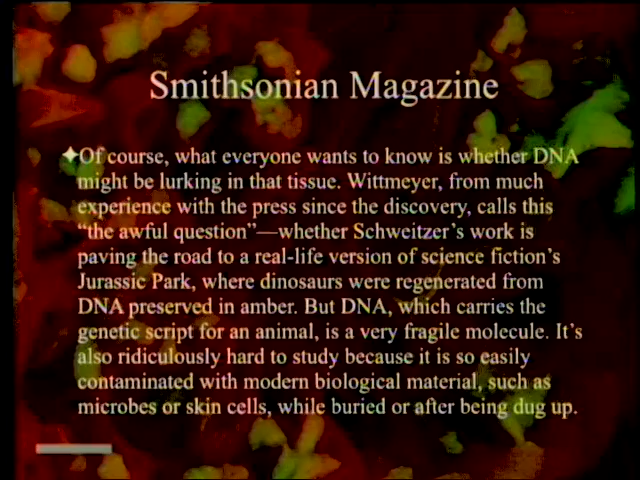 Smithsonian Magazine
✦Of course, what everyone wants to know is whether DNA
might be lurking in that tissue. Wittmeyer, from much
experience with the press since the discovery, calls this
“the awful question”—whether Schweitzer’s work is
paving the road to a real-life version of science fiction’s
Jurassic Park, where dinosaurs were regenerated from
DNA preserved in amber. But DNA, which carries the
genetic script for an animal, is a very fragile molecule. It’s
also ridiculously hard to study because it is so easily
contaminated with modern biological material, such as
microbes or skin cells, while buried or after being dug up.